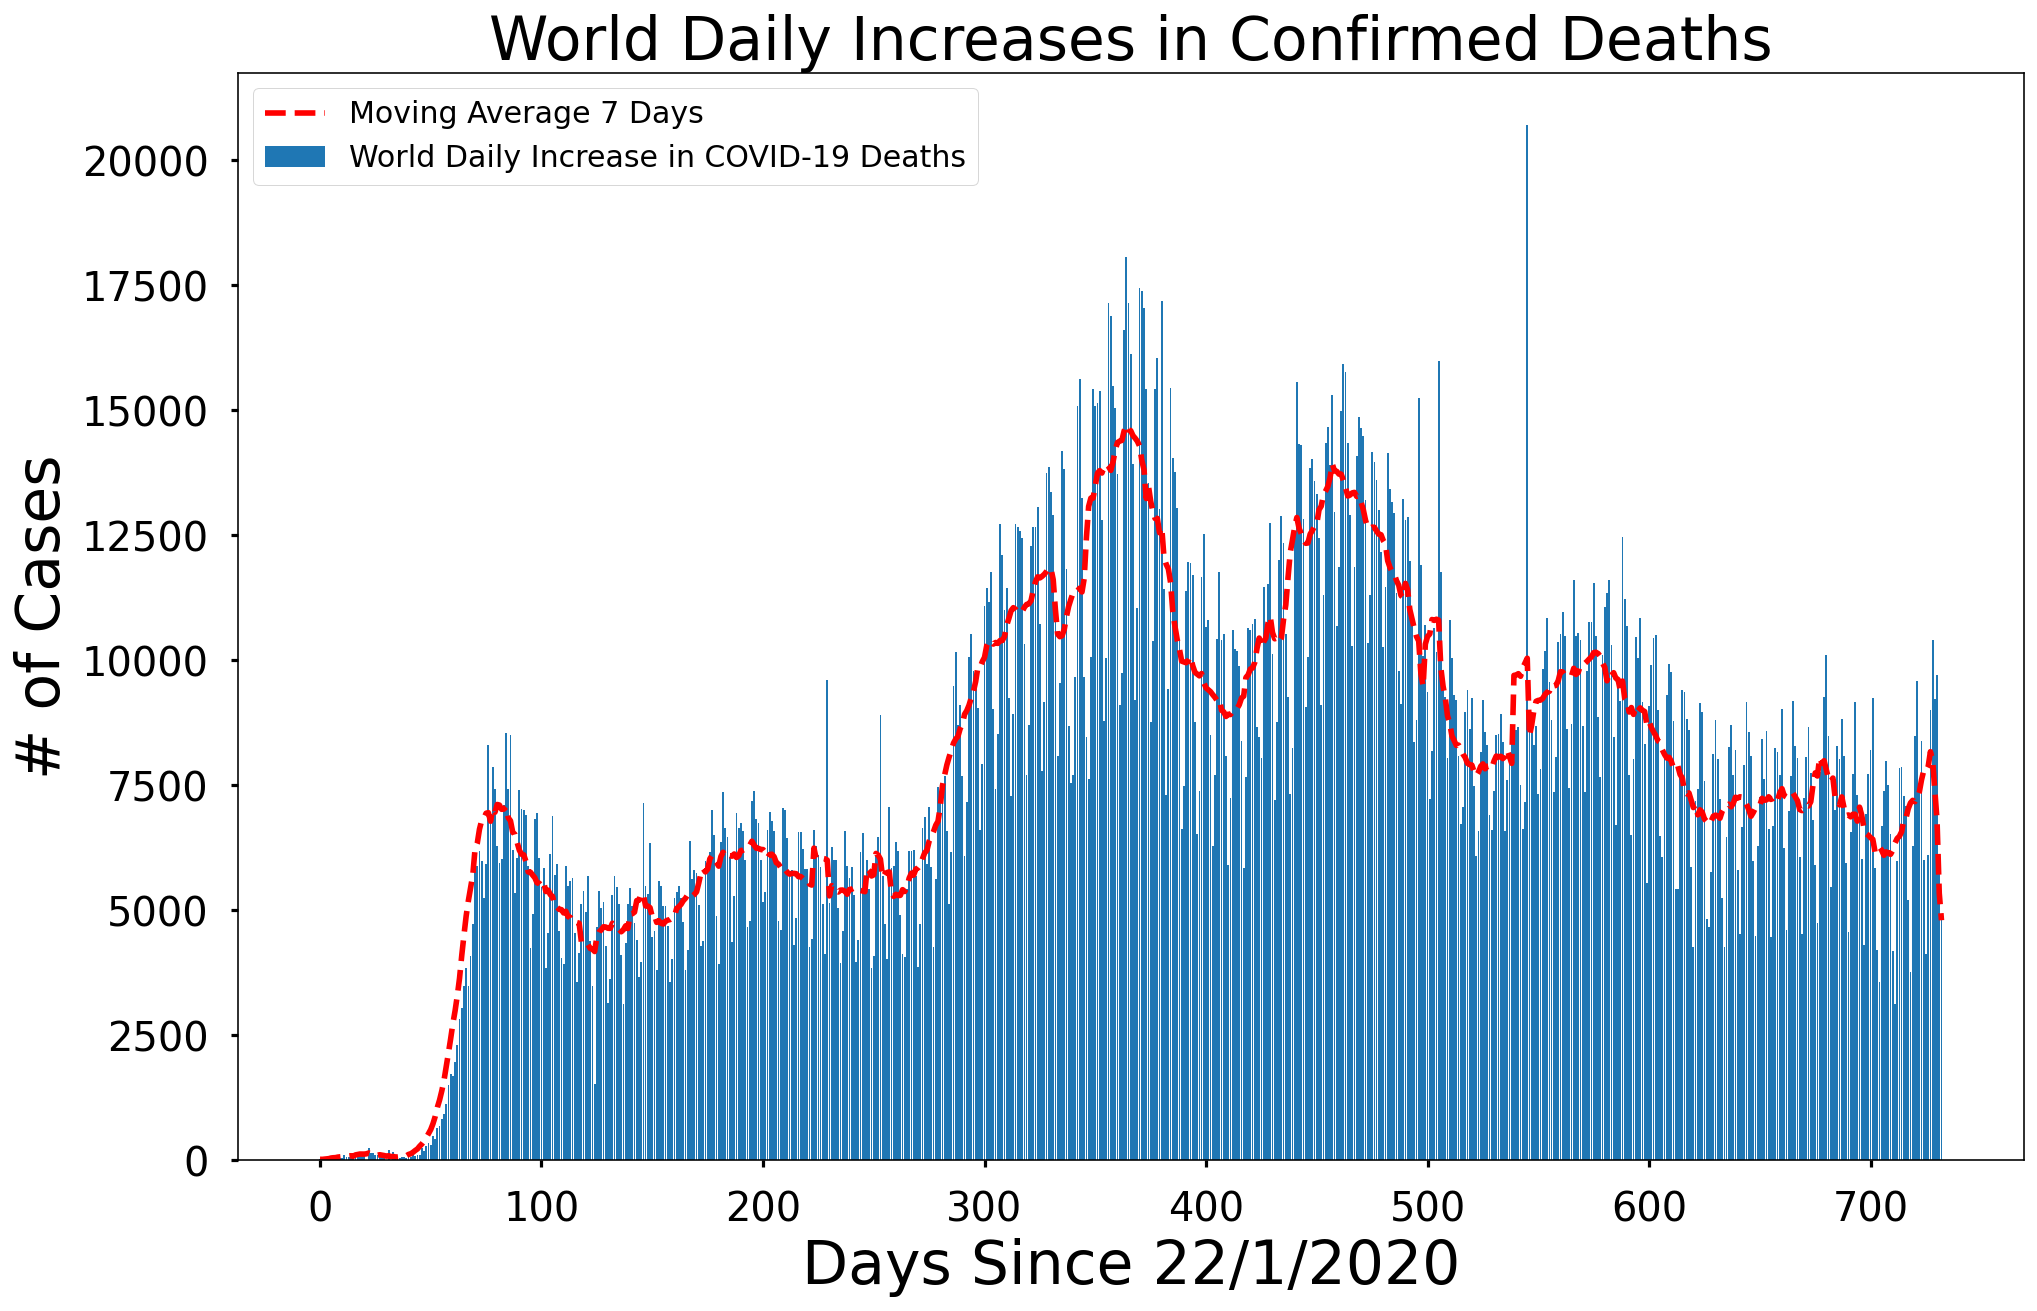 World Daily Increases in Confirmed Deaths
Moving Average 7 Days
World Daily Increase in COVID-19 Deaths
20000
17500
15000
12500
10000
7500
5000
2500
0
# of Cases
0 100 200 300 400 500 600 700
Days Since 22/1/2020